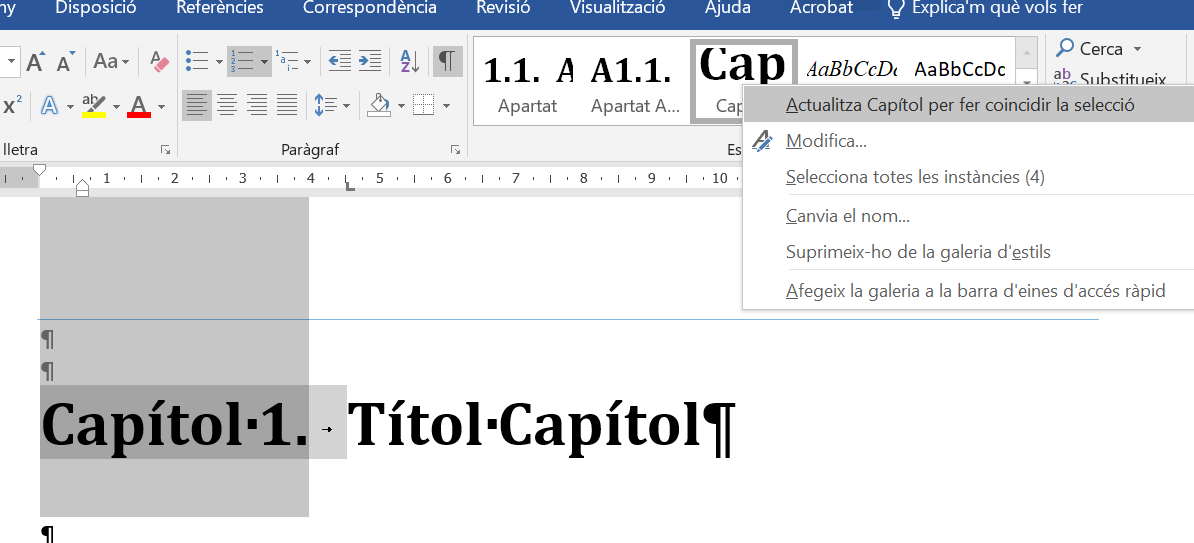 ny Disposició Referències Correspondència Revisió Visualització Ajuda Acrobat Explica'm què vols fer
A A Aa A 1.1. A A1.1. Cap AaBbCcDc AaBbCcDc Cerca
Apartat Apartat A... Substitueix
x² A ab A
lletra Paràgraf Es
Actualitza Capítol per fer coincidir la selecció
Modifica...
Selecciona totes les instàncies (4)
Canvia el nom...
Suprimeix-ho de la galeria d'estils
Afegeix la galeria a la barra d'eines d'accés ràpid
1 2 3 4 5 6 7 8 9 10
¶
¶
Capítol·1. → Títol·Capítol¶
¶